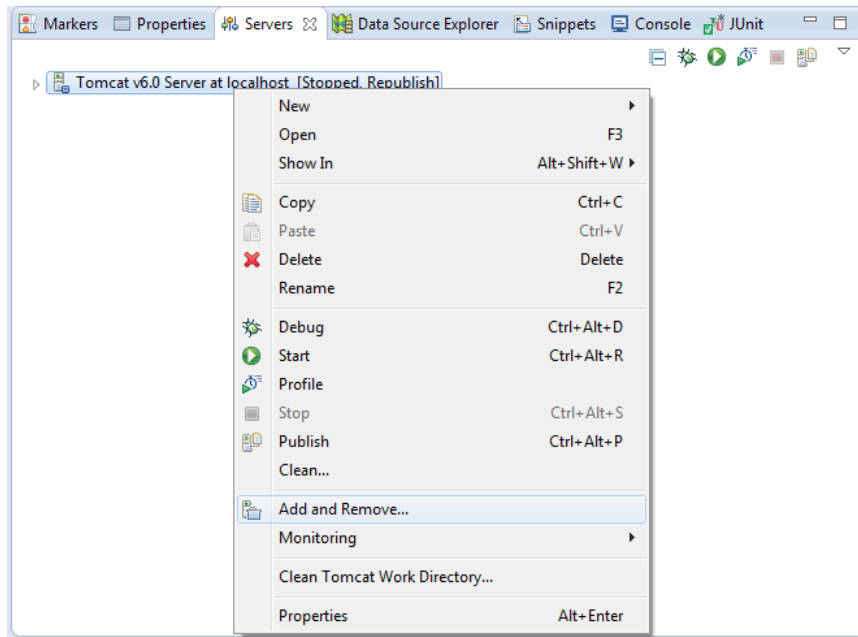 Markers Properties Servers Data Source Explorer Snippets Console JUnit
Tomcat v6.0 Server at localhost [Stopped, Republish]
New
Open F3
Show In Alt+Shift+W
Copy Ctrl+C
Paste Ctrl+V
Delete Delete
Rename F2
Debug Ctrl+Alt+D
Start Ctrl+Alt+R
Profile
Stop Ctrl+Alt+S
Publish Ctrl+Alt+P
Clean...
Add and Remove...
Monitoring
Clean Tomcat Work Directory...
Properties Alt+Enter